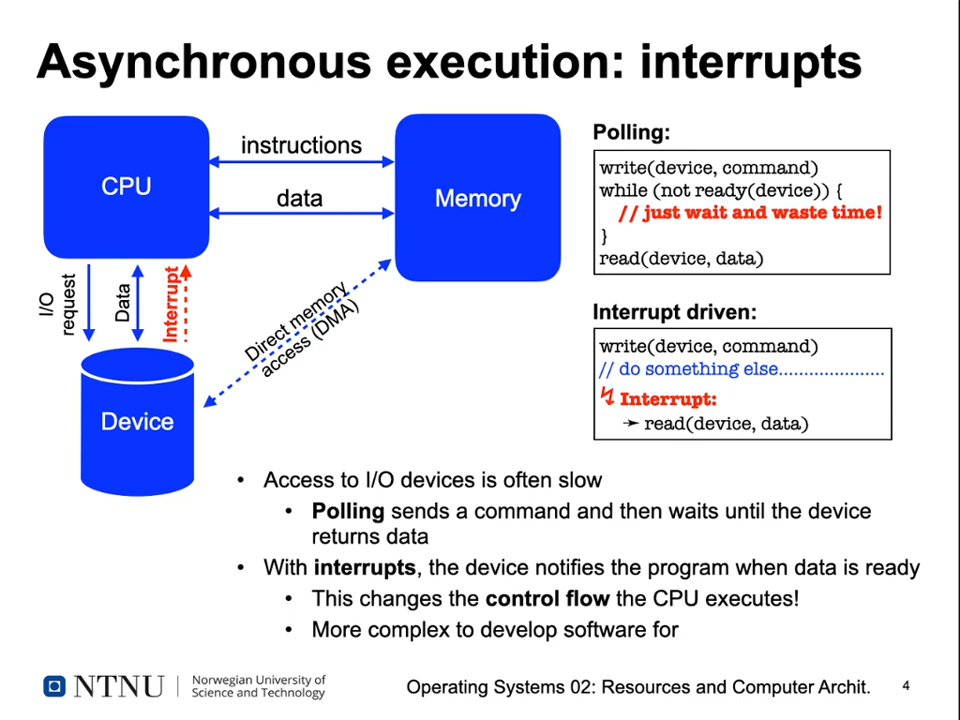 Asynchronous execution: interrupts
CPU
instructions
data
Memory
I/O
request
Data
Interrupt
Direct memory
access (DMA)
Device
Polling:
write(device, command)
while (not ready(device)) {
// just wait and waste time!
}
read(device, data)
Interrupt driven:
write(device, command)
// do something else.....................
↯ Interrupt:
➛ read(device, data)
• Access to I/O devices is often slow
• Polling sends a command and then waits until the device
returns data
• With interrupts, the device notifies the program when data is ready
• This changes the control flow the CPU executes!
• More complex to develop software for
NTNU
Norwegian University of
Science and Technology
Operating Systems 02: Resources and Computer Archit.
4